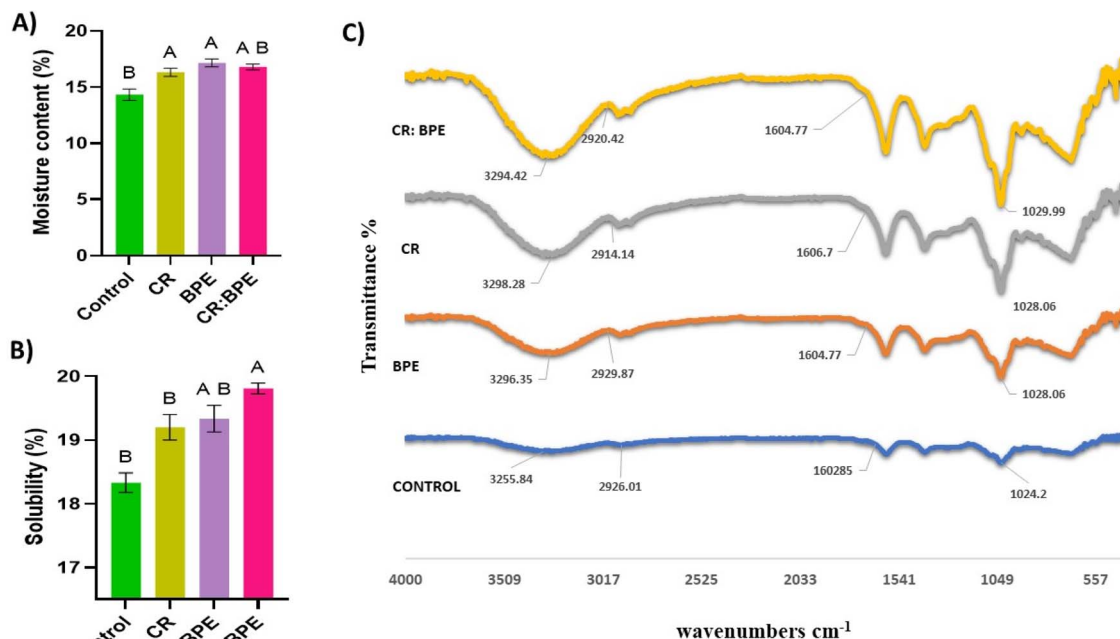 A)
Moisture content (%)
20
15
10
5
0
B
A
A
A B
Control
CR
BPE
CR:BPE
B)
Solubility (%)
20
19
18
17
B
B
A B
A
Control
CR
BPE
BPE
C)
Transmittance %
CR: BPE
3294.42
2920.42
1604.77
1029.99
CR
3298.28
2914.14
1606.7
1028.06
BPE
3296.35
2929.87
1604.77
1028.06
CONTROL
3255.84
2926.01
160285
1024.2
4000 3509 3017 2525 2033 1541 1049 557
wavenumbers cm⁻¹